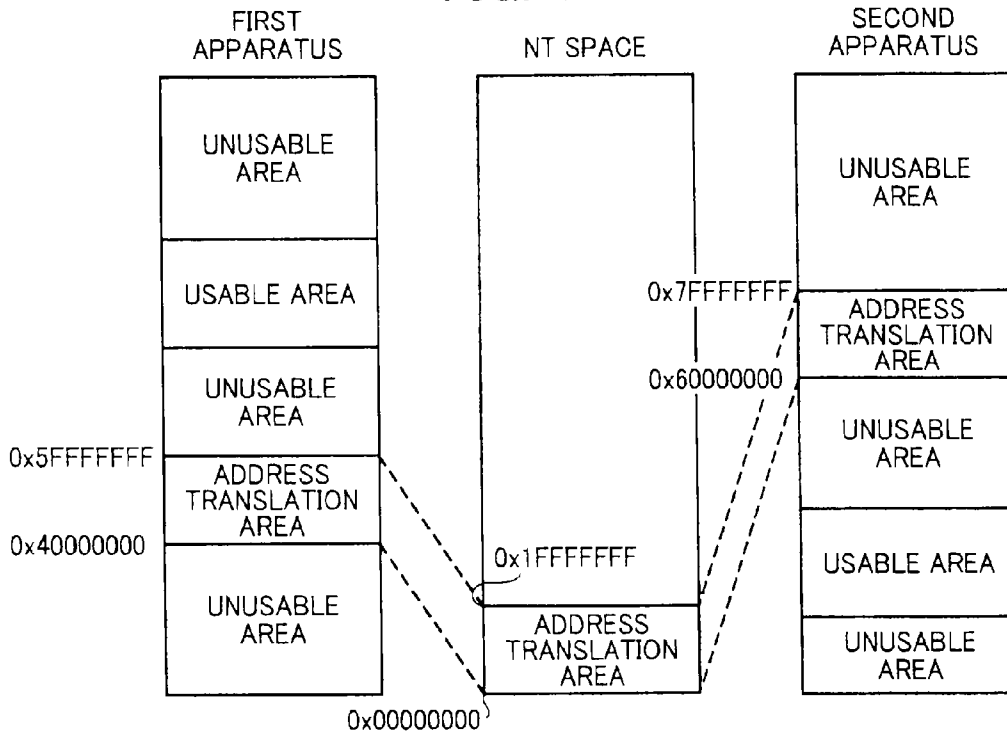 FIRST
APPARATUS
UNUSABLE
AREA
USABLE AREA
UNUSABLE
AREA
0x5FFFFFFF
ADDRESS
TRANSLATION
AREA
0x40000000
UNUSABLE
AREA
NT SPACE
0x1FFFFFFF
ADDRESS
TRANSLATION
AREA
0x00000000
SECOND
APPARATUS
UNUSABLE
AREA
0x7FFFFFFF
ADDRESS
TRANSLATION
AREA
0x60000000
UNUSABLE
AREA
USABLE AREA
UNUSABLE
AREA